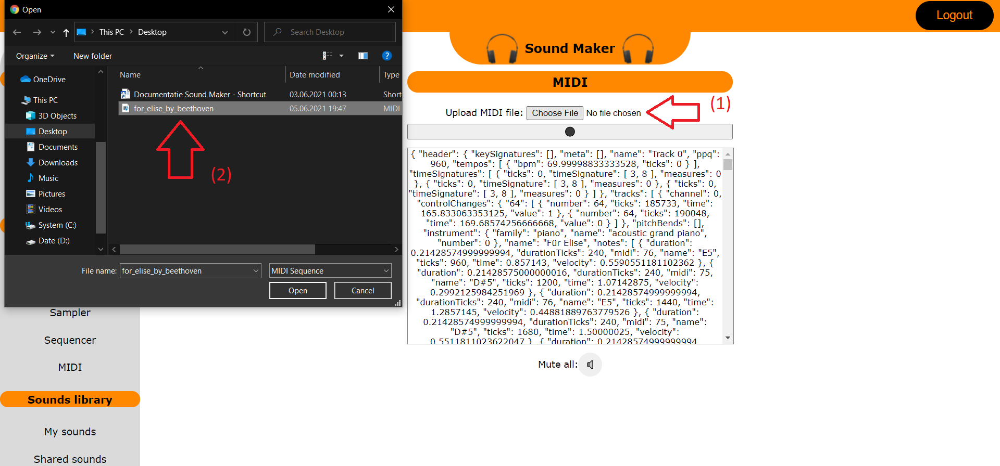 Open
This PC
Desktop
Search Desktop
Organize
New folder
Name
Date modified
Type
Documentatie Sound Maker - Shortcut
03.06.2021 00:13
Short
for_elise_by_beethoven
05.06.2021 19:47
MIDI
OneDrive
This PC
3D Objects
Desktop
Documents
Downloads
Music
Pictures
Videos
System (C:)
Date (D:)
(2)
File name:
for_elise_by_beethoven
MIDI Sequence
Open
Cancel
Sampler
Sequencer
MIDI
Sounds library
My sounds
Shared sounds
Logout
Sound Maker
MIDI
Upload MIDI file: Choose File No file chosen
(1)
{ "header": { "keySignatures": [], "meta": [], "name": "Track 0", "ppq":
960, "tempos": [ { "bpm": 69.99998833333528, "ticks": 0 } ],
"timeSignatures": [ { "ticks": 0, "timeSignature": [ 3, 8 ], "measures": 0
}, { "ticks": 0, "timeSignature": [ 3, 8 ], "measures": 0 }, { "ticks": 0,
"timeSignature": [ 3, 8 ], "measures": 0 } ] }, "tracks": [ { "channel": 0,
"controlChanges": { "64": [ { "number": 64, "ticks": 185733, "time":
165.833063353125, "value": 1 }, { "number": 64, "ticks": 190048,
"time": 169.68574256666668, "value": 0 } ] }, "pitchBends": [],
"instrument": { "family": "piano", "name": "acoustic grand piano",
"number": 0 }, "name": "Für Elise", "notes": [ { "duration":
0.21428574999999994, "durationTicks": 240, "midi": 76, "name": "E5",
"ticks": 960, "time": 0.857143, "velocity": 0.5590551181102362 }, {
"duration": 0.21428575000000016, "durationTicks": 240, "midi": 75,
"name": "D#5", "ticks": 1200, "time": 1.07142875, "velocity":
0.2992125984251969 }, { "duration": 0.21428574999999994,
"durationTicks": 240, "midi": 76, "name": "E5", "ticks": 1440, "time":
1.2857145, "velocity": 0.44881889763779526 }, { "duration":
0.21428574999999994, "durationTicks": 240, "midi": 75, "name":
"D#5", "ticks": 1680, "time": 1.50000025, "velocity":
0.5511811023622047 }, { "duration": 0.21428574999999994,
Mute all: